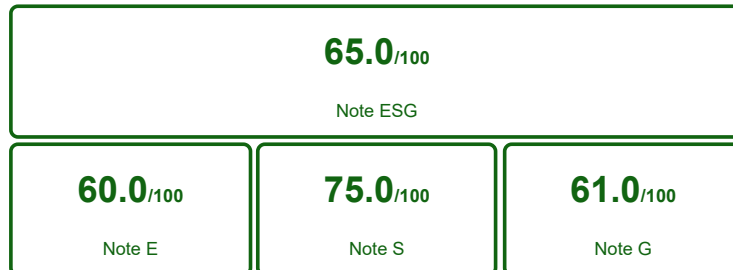 65.0/100
Note ESG
60.0/100
75.0/100
61.0/100
Note E
Note S
Note G